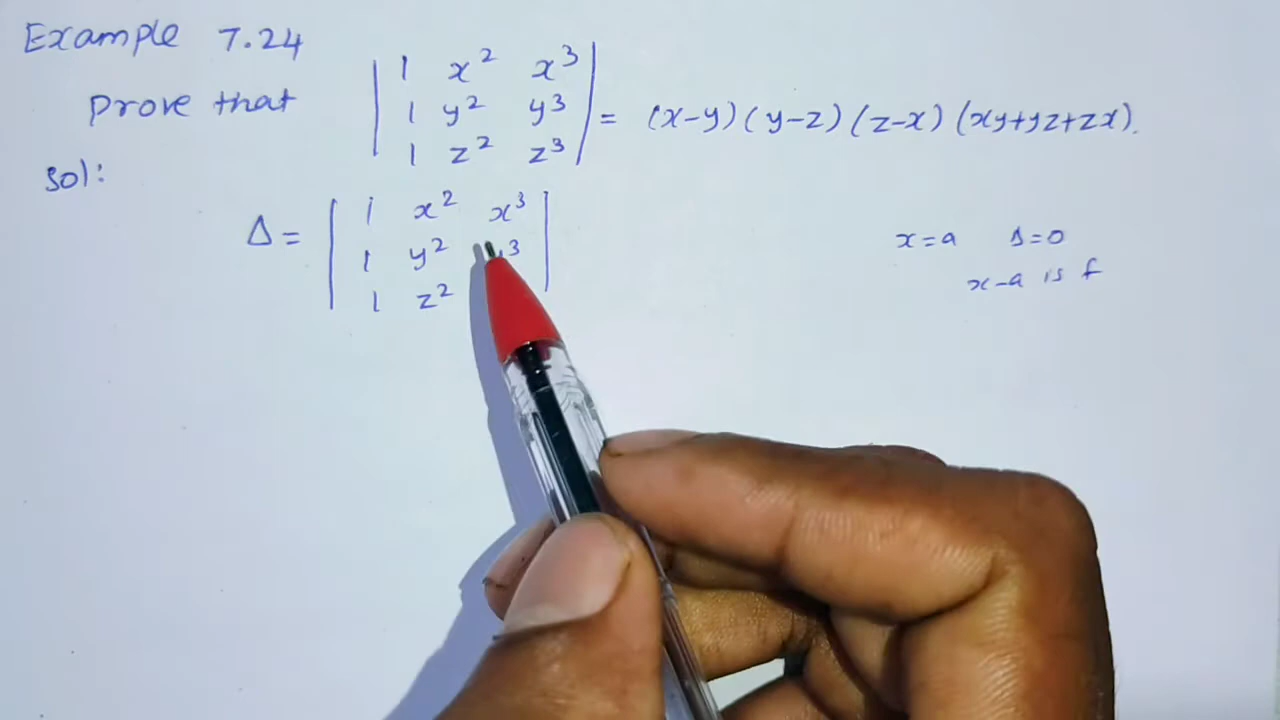 Example 7.24
Prove that | 1 x² x³ |
| 1 y² y³ | = (x-y) (y-z) (z-x) (xy+yz+zx).
| 1 z² z³ |
Sol:
Δ = | 1 x² x³ |
| 1 y² ³ |
| 1 z² |
x=a Δ=0
x-a is f